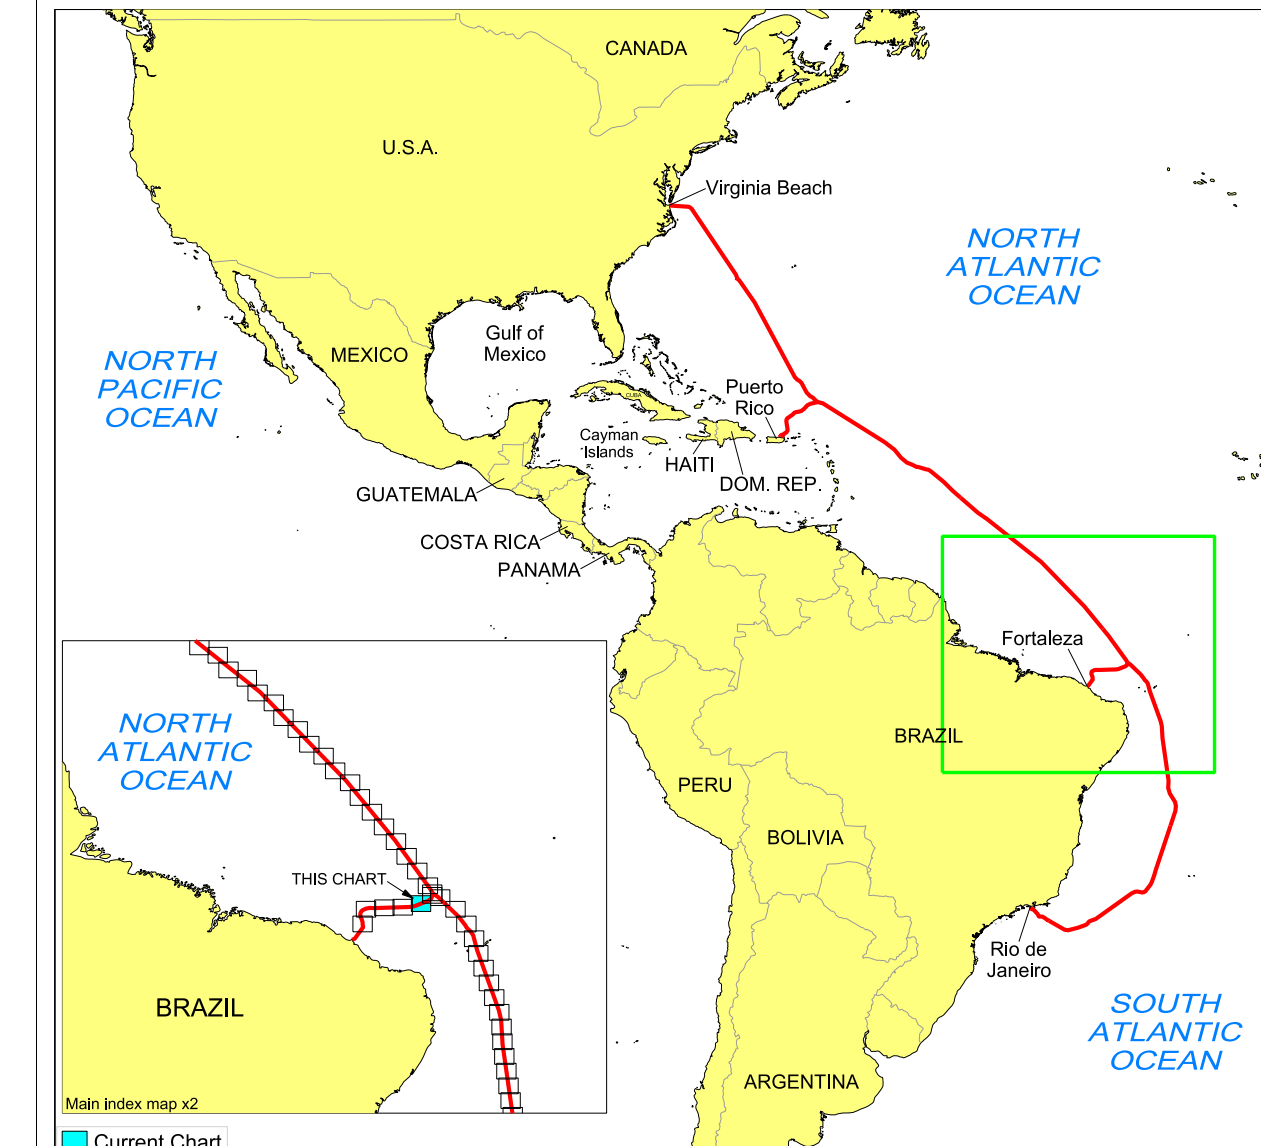 CANADA
U.S.A.
Virginia Beach
NORTH
ATLANTIC
OCEAN
Gulf of
Mexico
MEXICO
NORTH
PACIFIC
OCEAN
Puerto
Rico
CUBA
Cayman
Islands
HAITI
DOM. REP.
GUATEMALA
COSTA RICA
PANAMA
Fortaleza
BRAZIL
PERU
BOLIVIA
Rio de
Janeiro
SOUTH
ATLANTIC
OCEAN
ARGENTINA
NORTH
ATLANTIC
OCEAN
THIS CHART
BRAZIL
Main index map x2
Current Chart